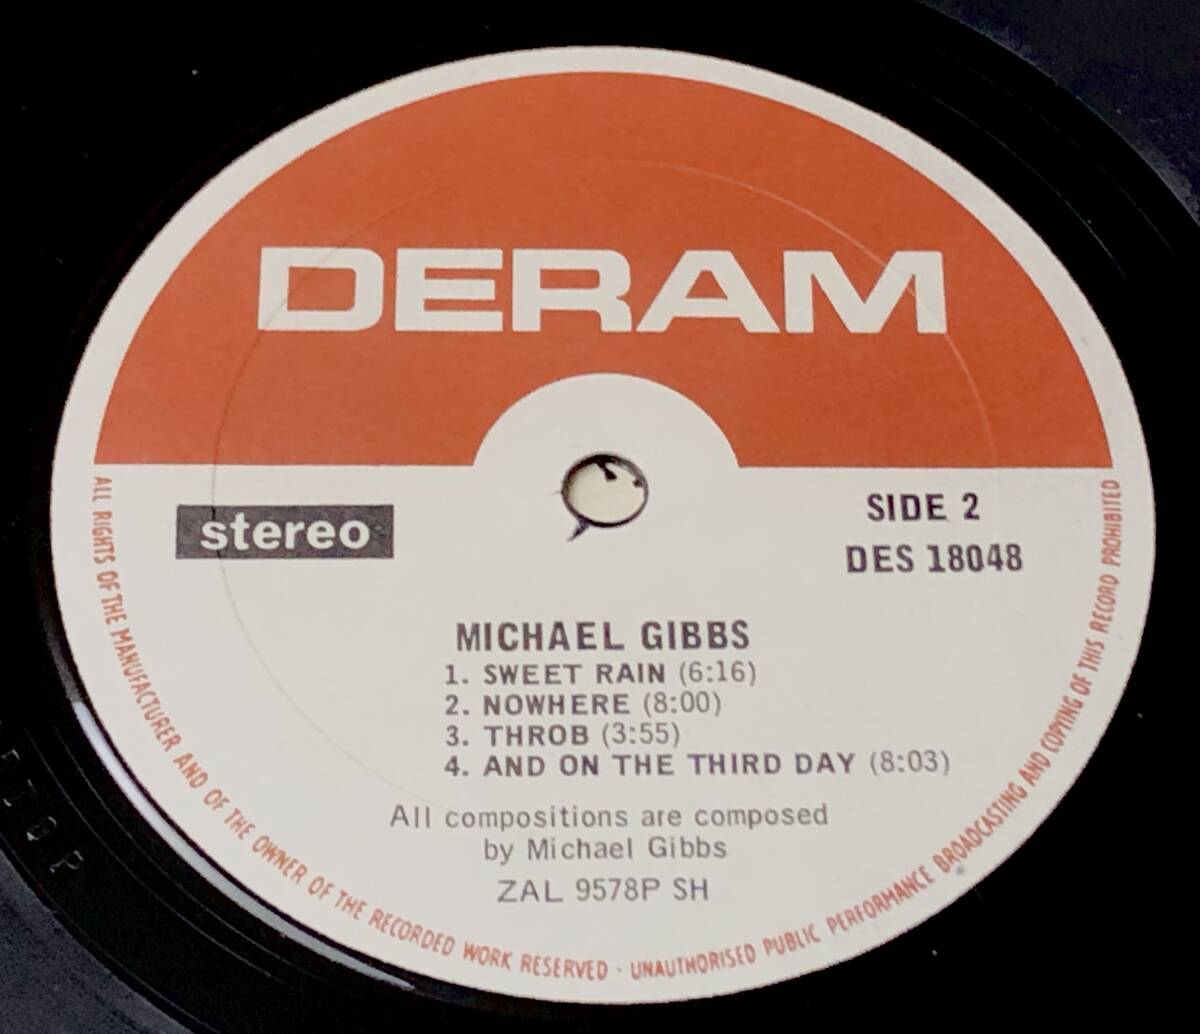 DERAM
stereo
SIDE 2
DES 18048
MICHAEL GIBBS
1. SWEET RAIN (6:16)
2. NOWHERE (8:00)
3. THROB (3:55)
4. AND ON THE THIRD DAY (8:03)
All compositions are composed
by Michael Gibbs
ZAL 9578P SH
ALL RIGHTS OF THE MANUFACTURER AND OF THE OWNER OF THE RECORDED WORK RESERVED · UNAUTHORISED PUBLIC PERFORMANCE BROADCASTING AND COPYING OF THIS RECORD PROHIBITED